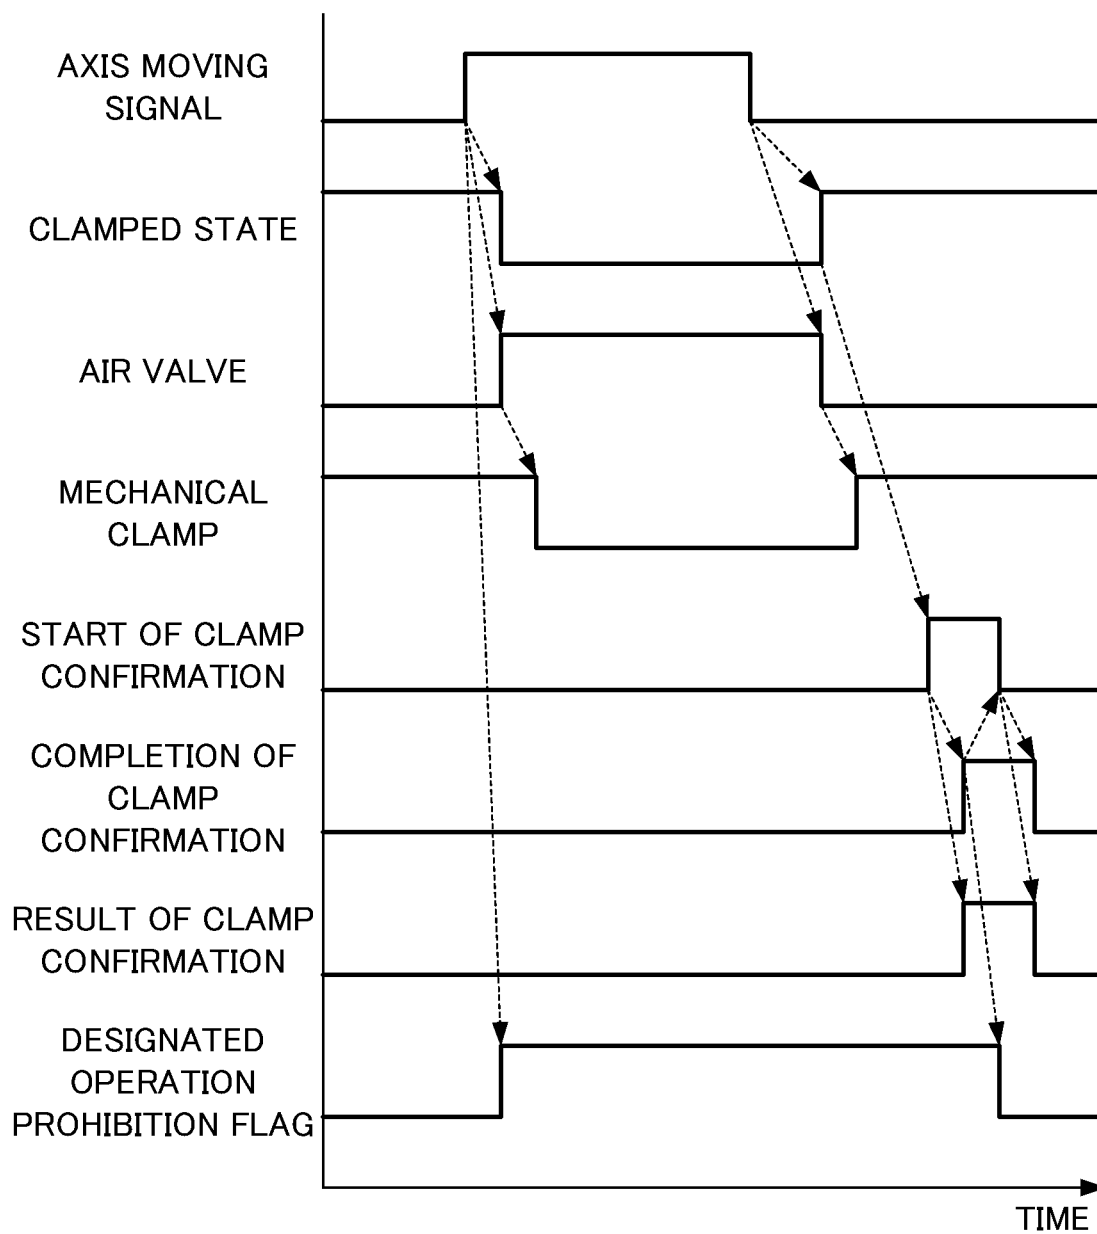 AXIS MOVING
SIGNAL
CLAMPED STATE
AIR VALVE
MECHANICAL
CLAMP
START OF CLAMP
CONFIRMATION
COMPLETION OF
CLAMP
CONFIRMATION
RESULT OF CLAMP
CONFIRMATION
DESIGNATED
OPERATION
PROHIBITION FLAG
TIME